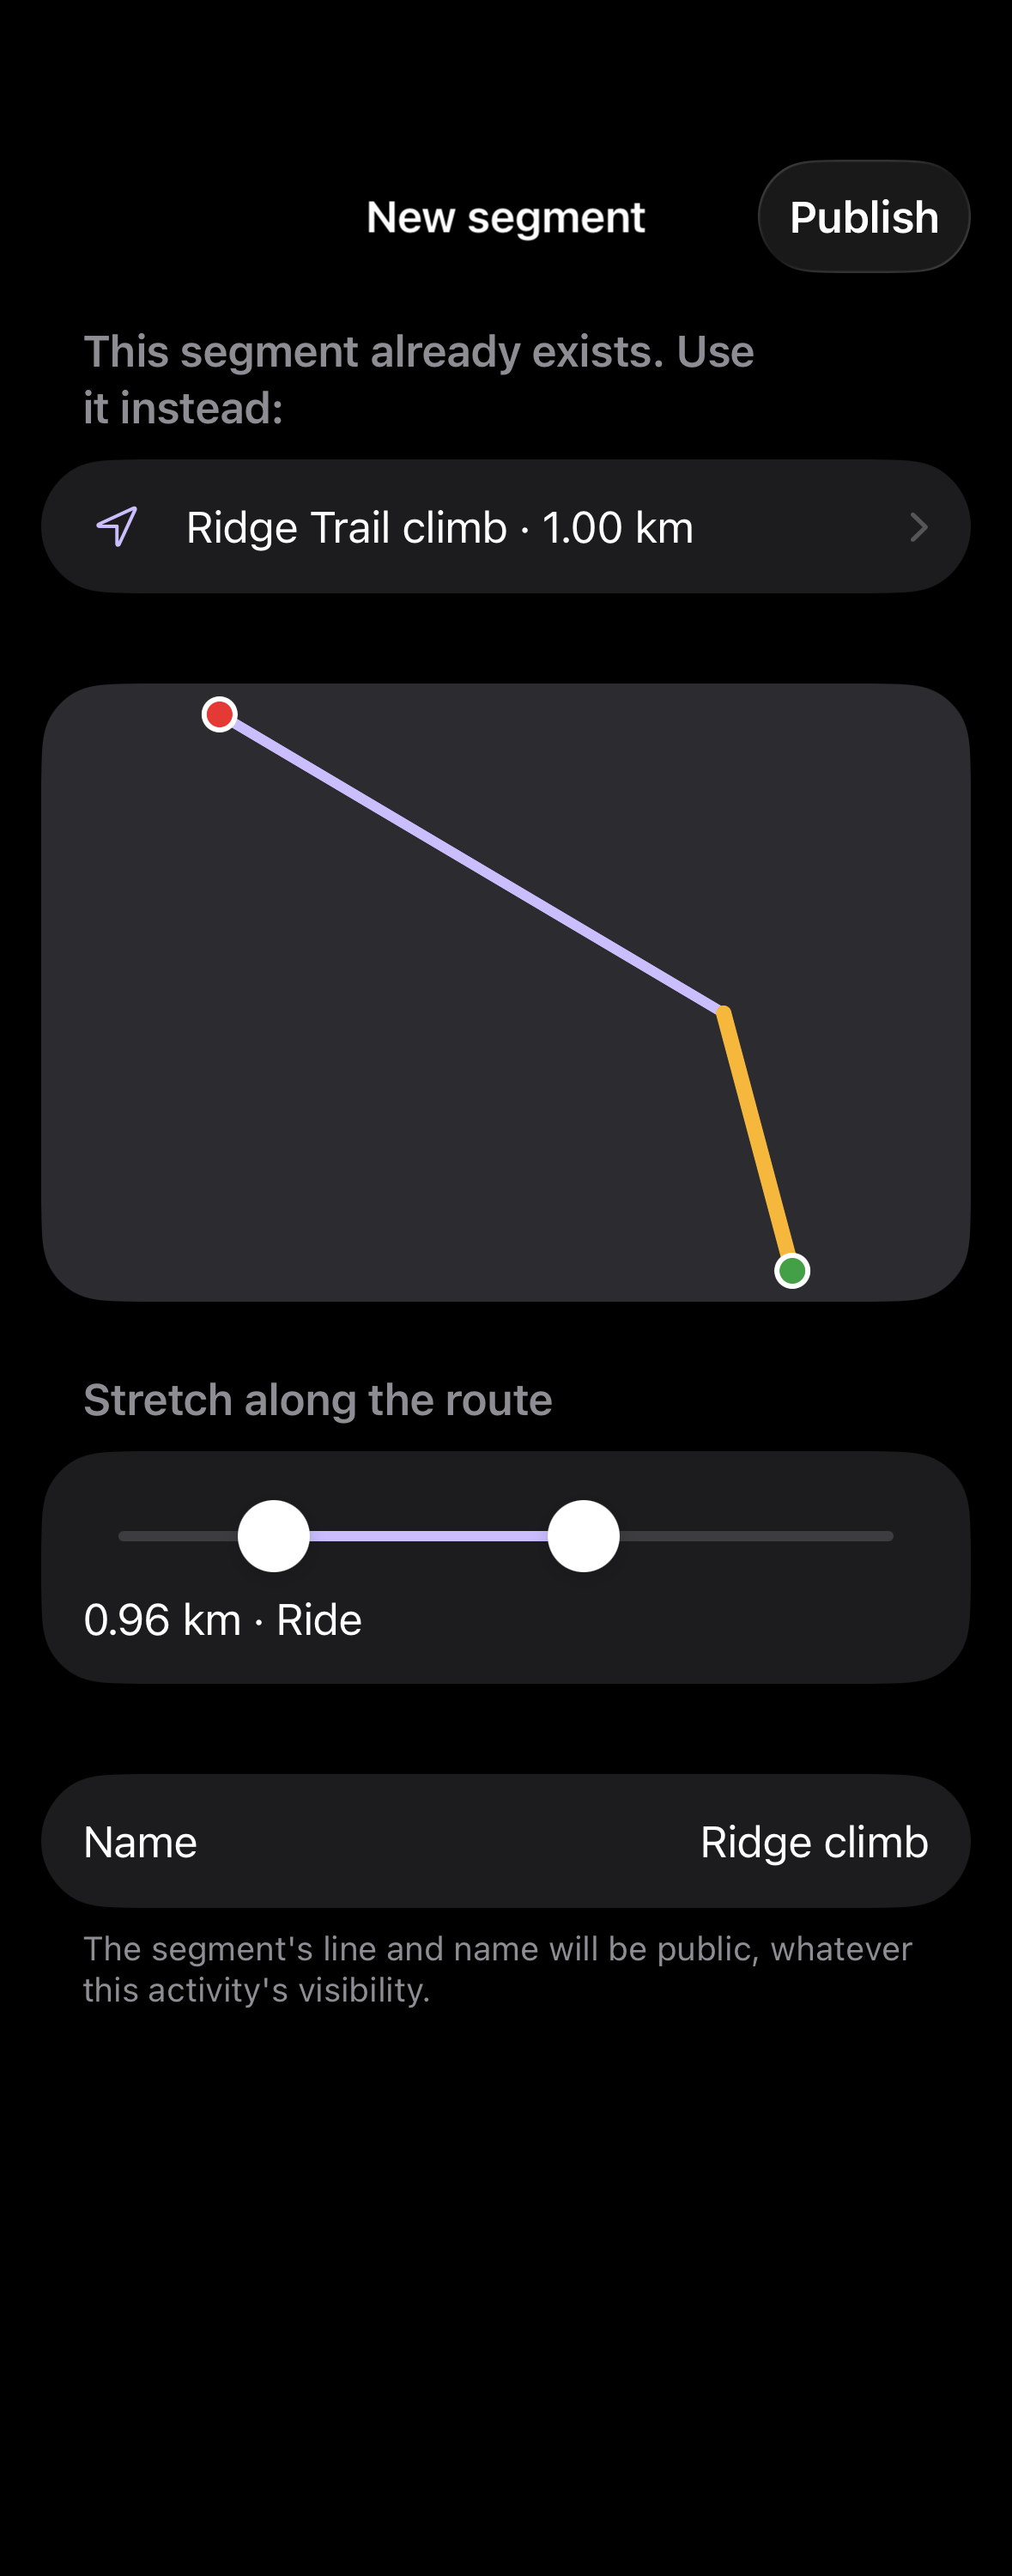 New segment
Publish
This segment already exists. Use
it instead:
Ridge Trail climb · 1.00 km
Stretch along the route
0.96 km · Ride
Name
Ridge climb
The segment's line and name will be public, whatever
this activity's visibility.